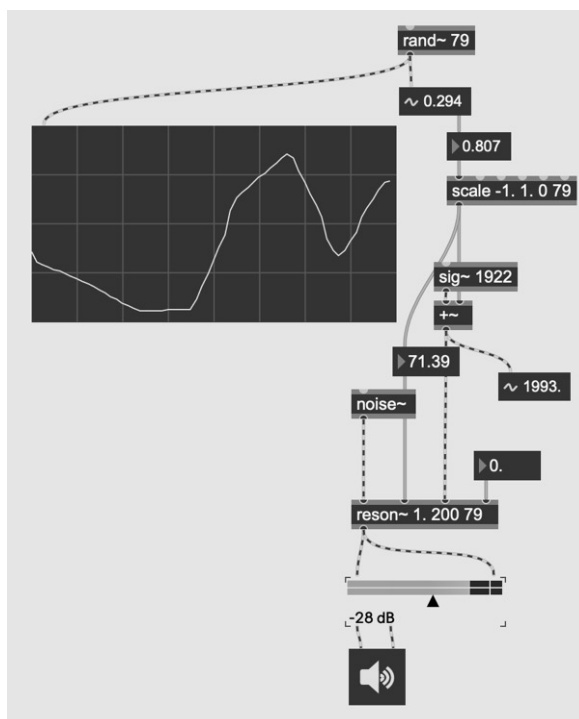 rand~ 79
0.294
0.807
scale -1. 1. 0 79
sig~ 1922
+~
71.39
1993.
noise~
0.
reson~ 1. 200 79
-28 dB